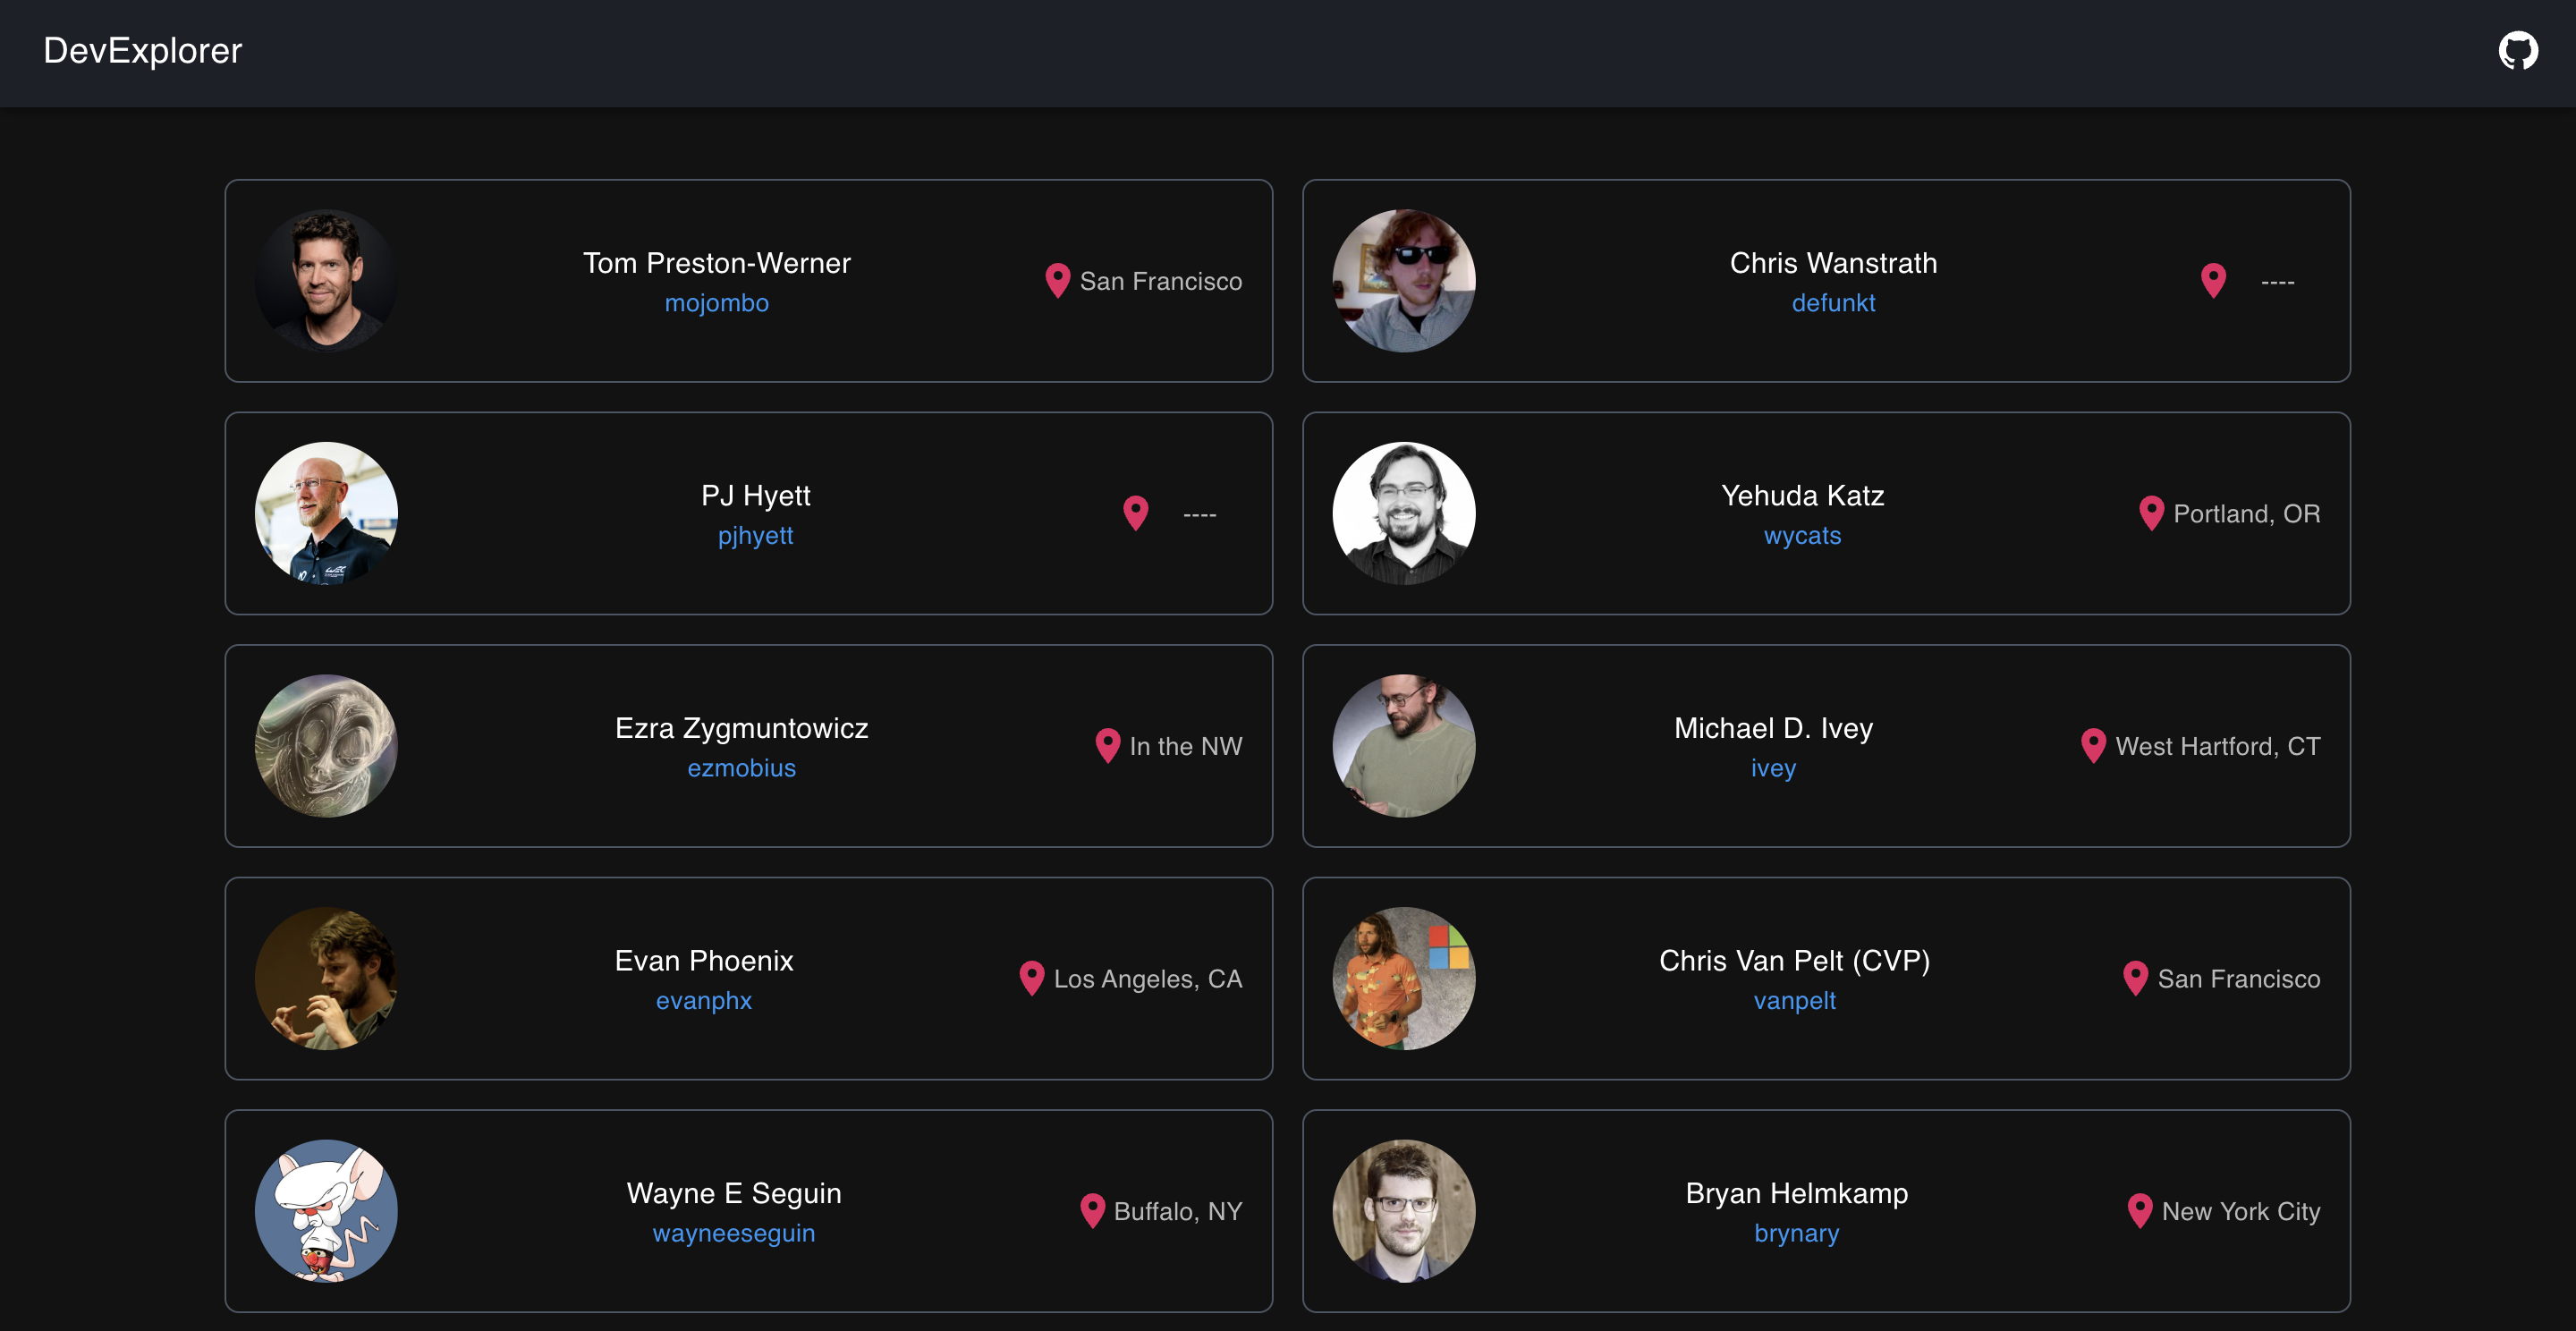 DevExplorer
Tom Preston-Werner
mojombo
San Francisco
Chris Wanstrath
defunkt
----
PJ Hyett
pjhyett
----
Yehuda Katz
wycats
Portland, OR
Ezra Zygmuntowicz
ezmobius
In the NW
Michael D. Ivey
ivey
West Hartford, CT
Evan Phoenix
evanphx
Los Angeles, CA
Chris Van Pelt (CVP)
vanpelt
San Francisco
Wayne E Seguin
wayneeseguin
Buffalo, NY
Bryan Helmkamp
brynary
New York City